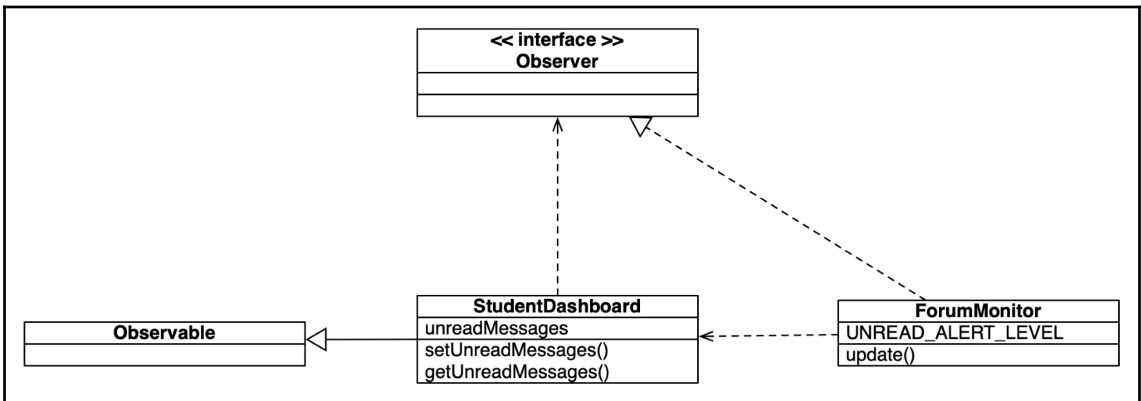 << interface >>
Observer
StudentDashboard
unreadMessages
setUnreadMessages()
getUnreadMessages()
Observable
ForumMonitor
UNREAD_ALERT_LEVEL
update()